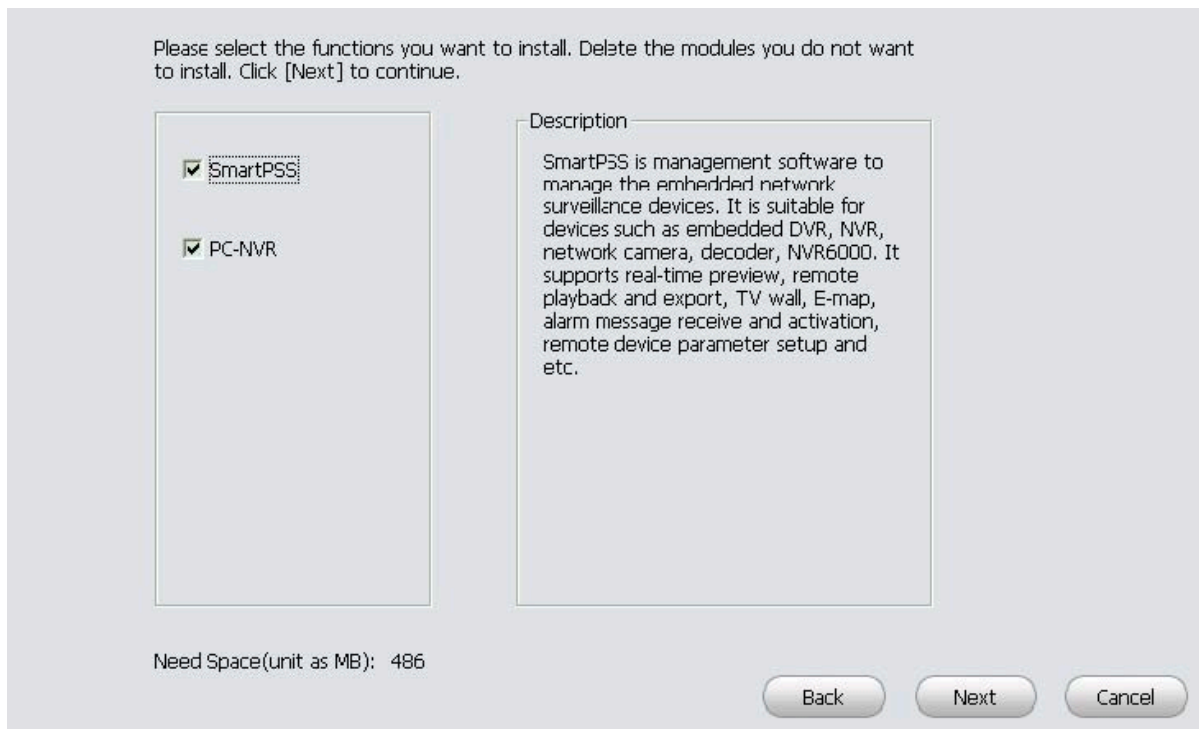 Please select the functions you want to install. Delete the modules you do not want
to install. Click [Next] to continue.
SmartPSS
PC-NVR
Description
SmartPSS is management software to
manage the embedded network
surveillance devices. It is suitable for
devices such as embedded DVR, NVR,
network camera, decoder, NVR6000. It
supports real-time preview, remote
playback and export, TV wall, E-map,
alarm message receive and activation,
remote device parameter setup and
etc.
Need Space(unit as MB): 486
Back
Next
Cancel